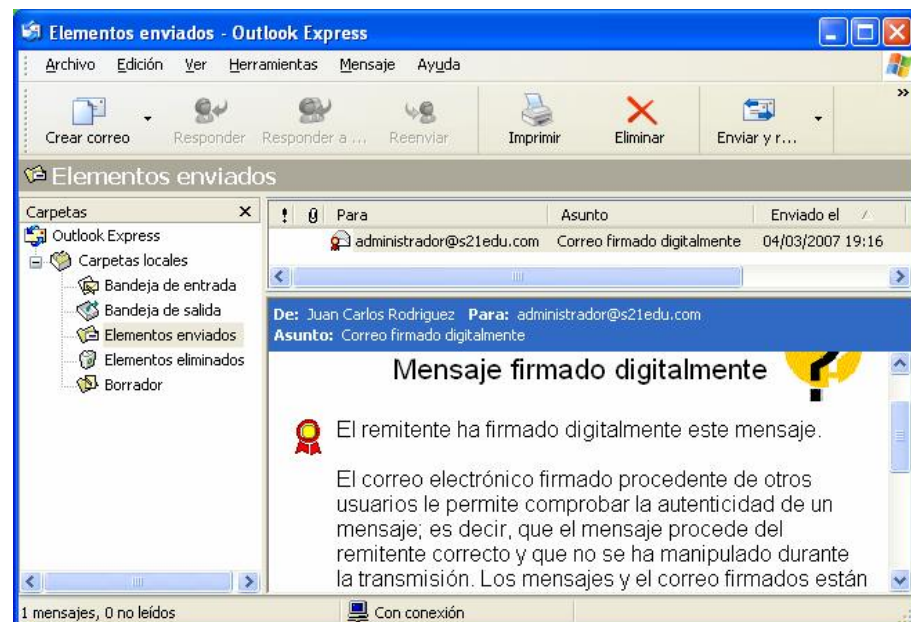 Elementos enviados - Outlook Express
Archivo Edición Ver Herramientas Mensaje Ayuda
Crear correo Responder Responder a ... Reenviar Imprimir Eliminar Enviar y r... »
Elementos enviados
Carpetas x
Outlook Express
Carpetas locales
Bandeja de entrada
Bandeja de salida
Elementos enviados
Elementos eliminados
Borrador
! Para Asunto Enviado el
administrador@s21edu.com Correo firmado digitalmente 04/03/2007 19:16
De: Juan Carlos Rodriguez Para: administrador@s21edu.com
Asunto: Correo firmado digitalmente
Mensaje firmado digitalmente
El remitente ha firmado digitalmente este mensaje.
El correo electrónico firmado procedente de otros
usuarios le permite comprobar la autenticidad de un
mensaje; es decir, que el mensaje procede del
remitente correcto y que no se ha manipulado durante
la transmisión. Los mensajes y el correo firmados están
1 mensajes, 0 no leídos Con conexión